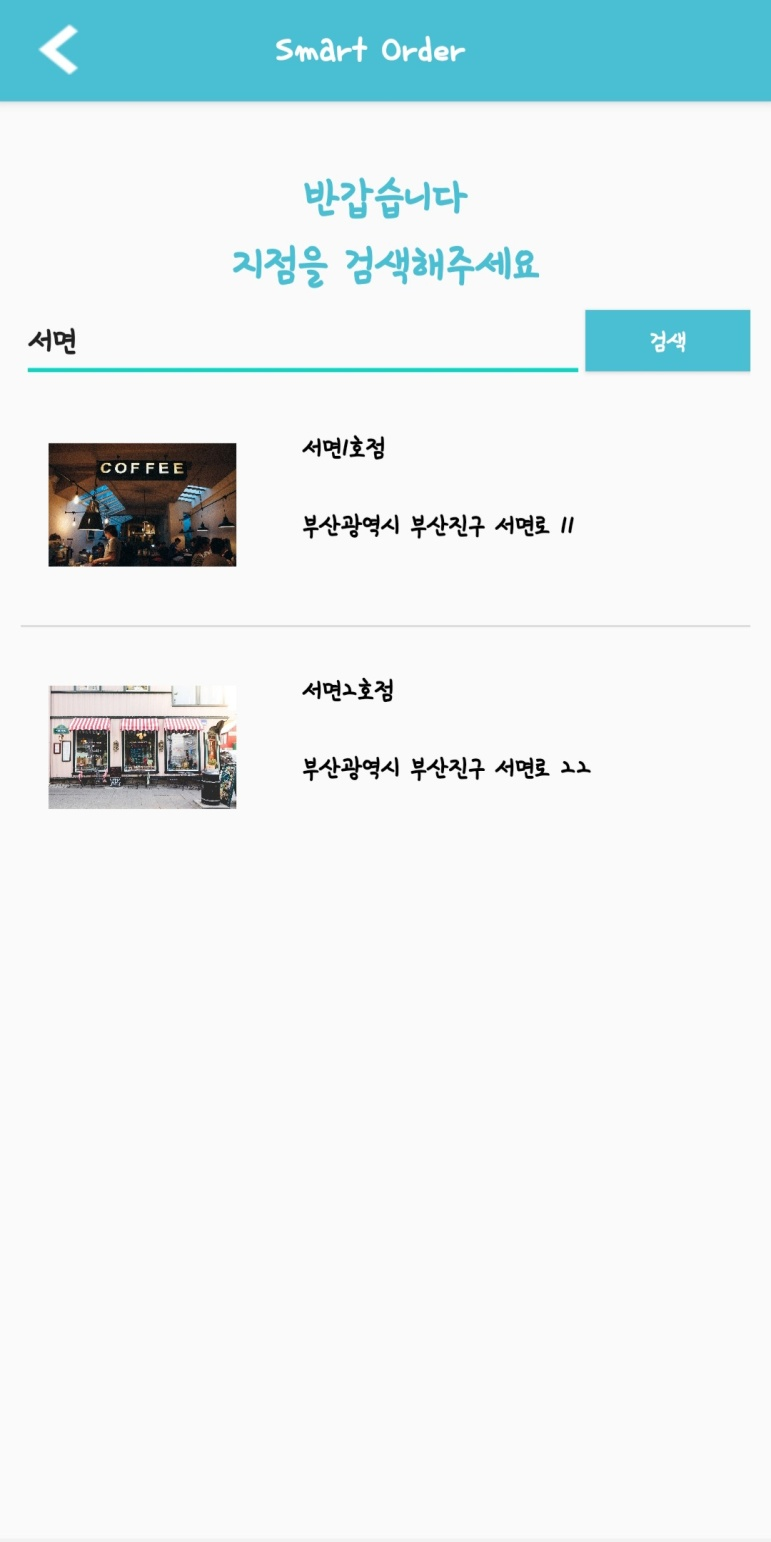 Smart Order
반갑습니다
지점을 검색해주세요
서면
검색
COFFEE
서면1호점
부산광역시 부산진구 서면로 11
서면2호점
부산광역시 부산진구 서면로 22